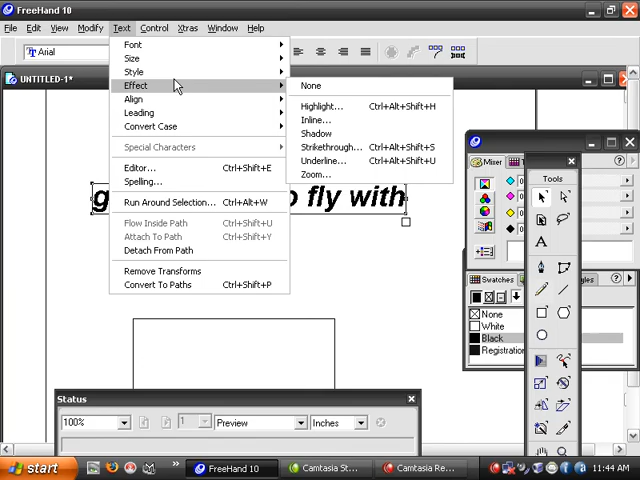 FreeHand 10
File Edit View Modify Text Control Xtras Window Help
Arial
UNTITLED-1*
Font
Size
Style
Effect
Align
Leading
Convert Case
Special Characters
Editor... Ctrl+Shift+E
Spelling...
Run Around Selection... Ctrl+Alt+W
Flow Inside Path Ctrl+Shift+U
Attach To Path Ctrl+Shift+Y
Detach From Path
Remove Transforms
Convert To Paths Ctrl+Shift+P
None
Highlight... Ctrl+Alt+Shift+H
Inline...
Shadow
Strikethrough... Ctrl+Alt+Shift+S
Underline... Ctrl+Alt+Shift+U
Zoom...
to fly with
Mixer
Tools
Swatches
None
White
Black
Registration
Status
100%
1
Preview
Inches
start
FreeHand 10
Camtasia St...
Camtasia Re...
11:44 AM